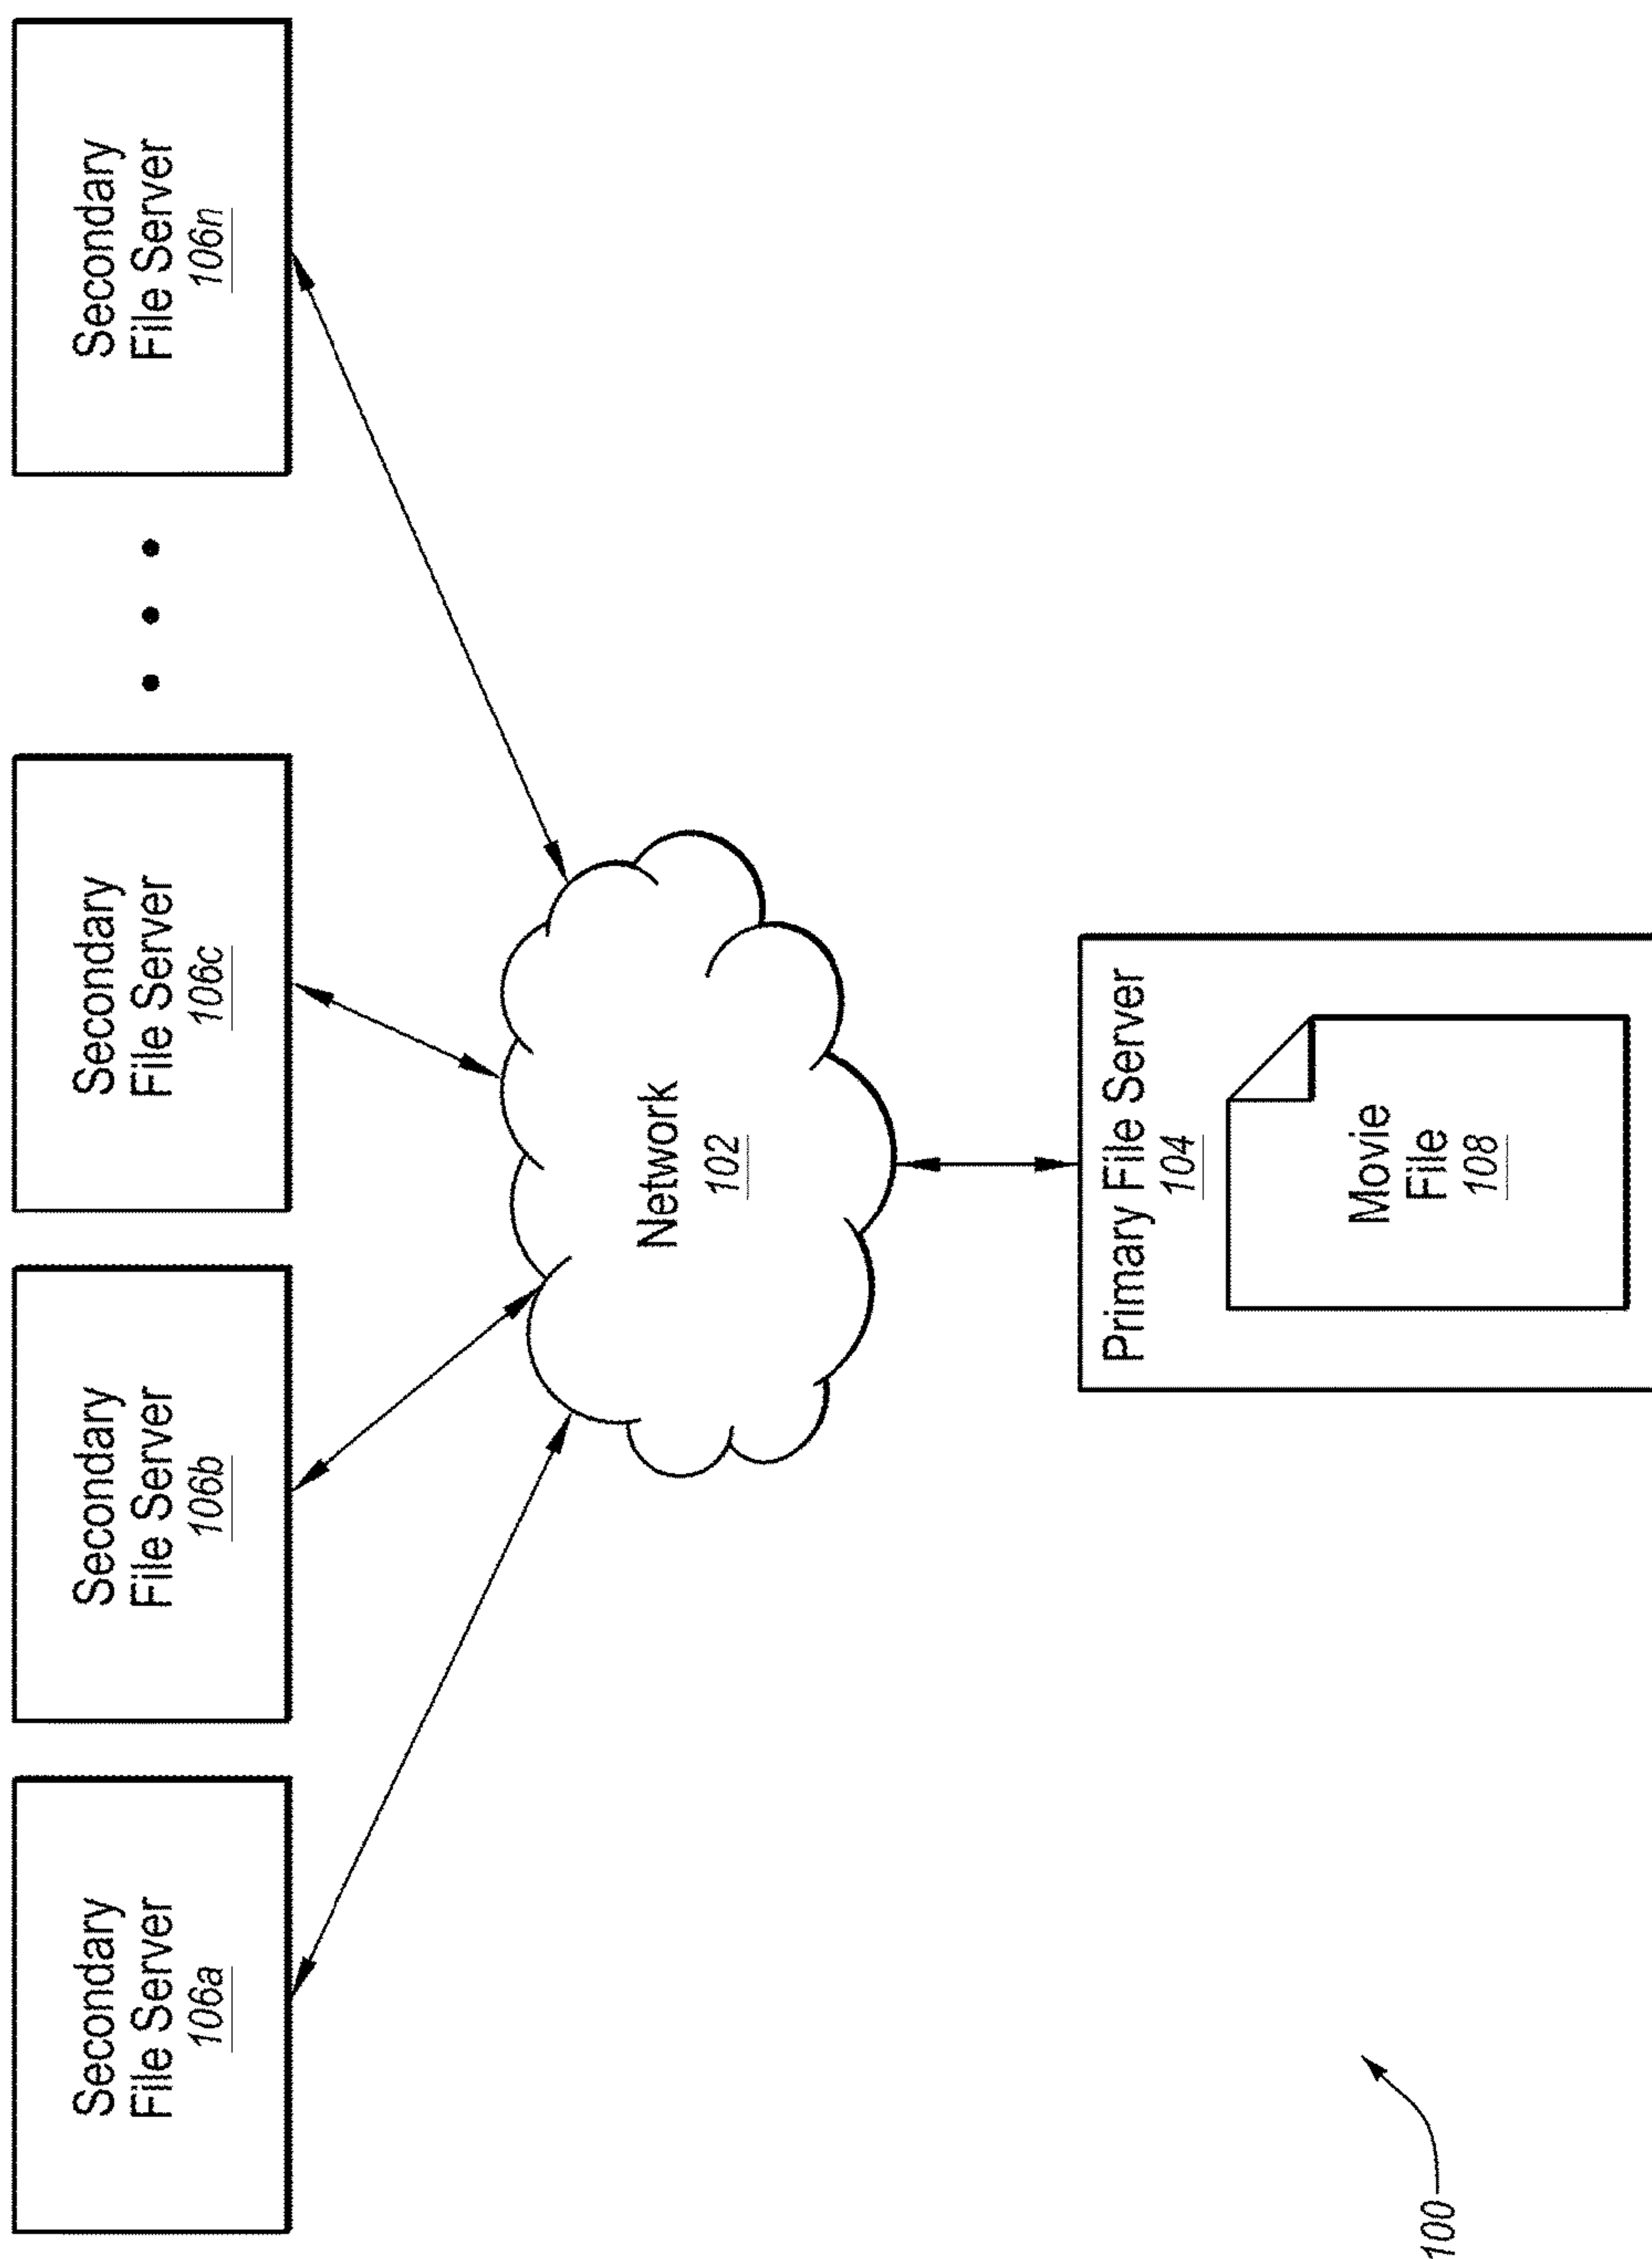 Secondary
File Server
106a
Secondary
File Server
106b
Secondary
File Server
106c
Secondary
File Server
106n
Network
102
Primary File Server
104
Movie
File
108
100